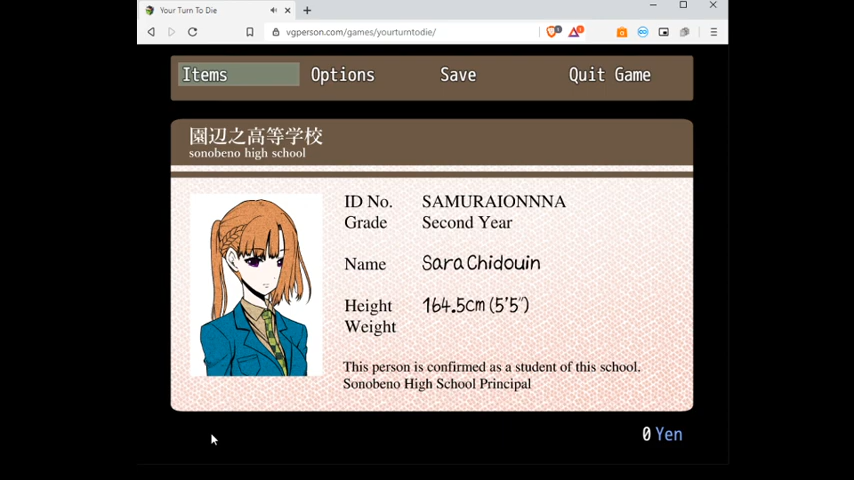 Your Turn To Die
vgperson.com/games/yourturntodie/
Items Options Save Quit Game
園辺之高等学校
sonobeno high school
ID No. SAMURAIONNNA
Grade Second Year
Name Sara Chidouin
Height 164.5cm (5'5")
Weight
This person is confirmed as a student of this school.
Sonobeno High School Principal
0 Yen